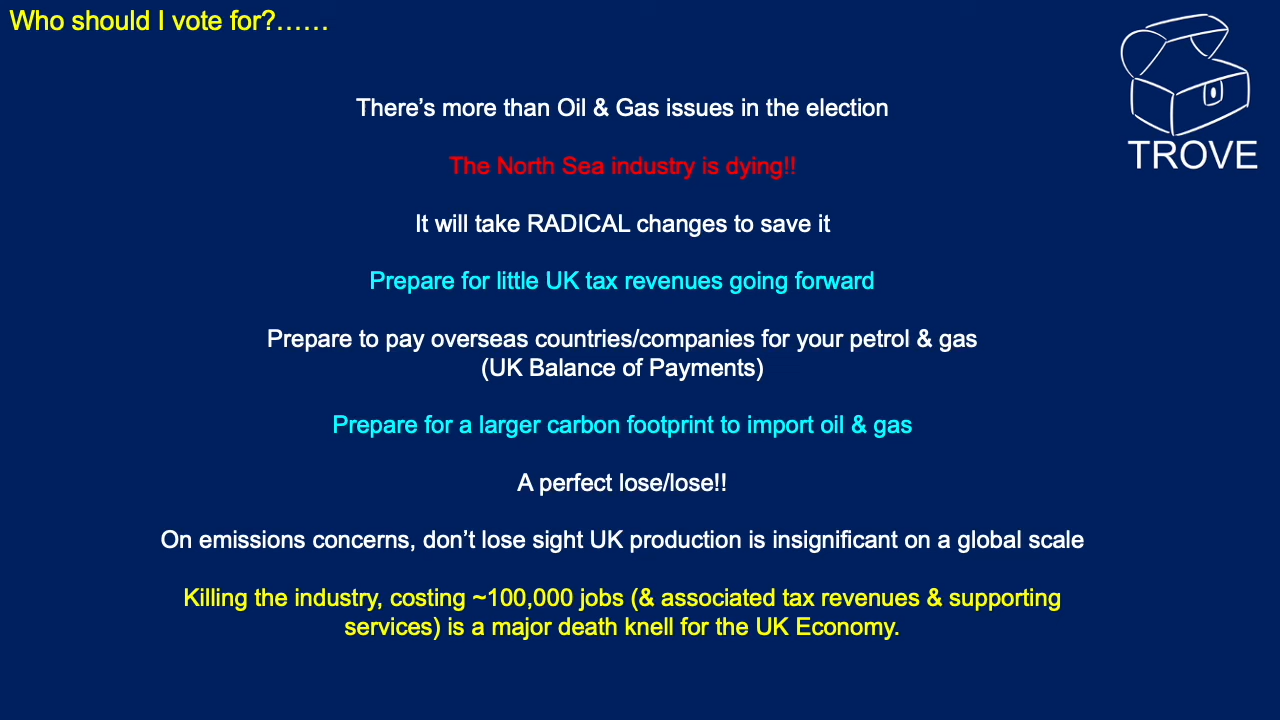 Who should I vote for?……
TROVE
There’s more than Oil & Gas issues in the election
The North Sea industry is dying!!
It will take RADICAL changes to save it
Prepare for little UK tax revenues going forward
Prepare to pay overseas countries/companies for your petrol & gas
(UK Balance of Payments)
Prepare for a larger carbon footprint to import oil & gas
A perfect lose/lose!!
On emissions concerns, don’t lose sight UK production is insignificant on a global scale
Killing the industry, costing ~100,000 jobs (& associated tax revenues & supporting
services) is a major death knell for the UK Economy.